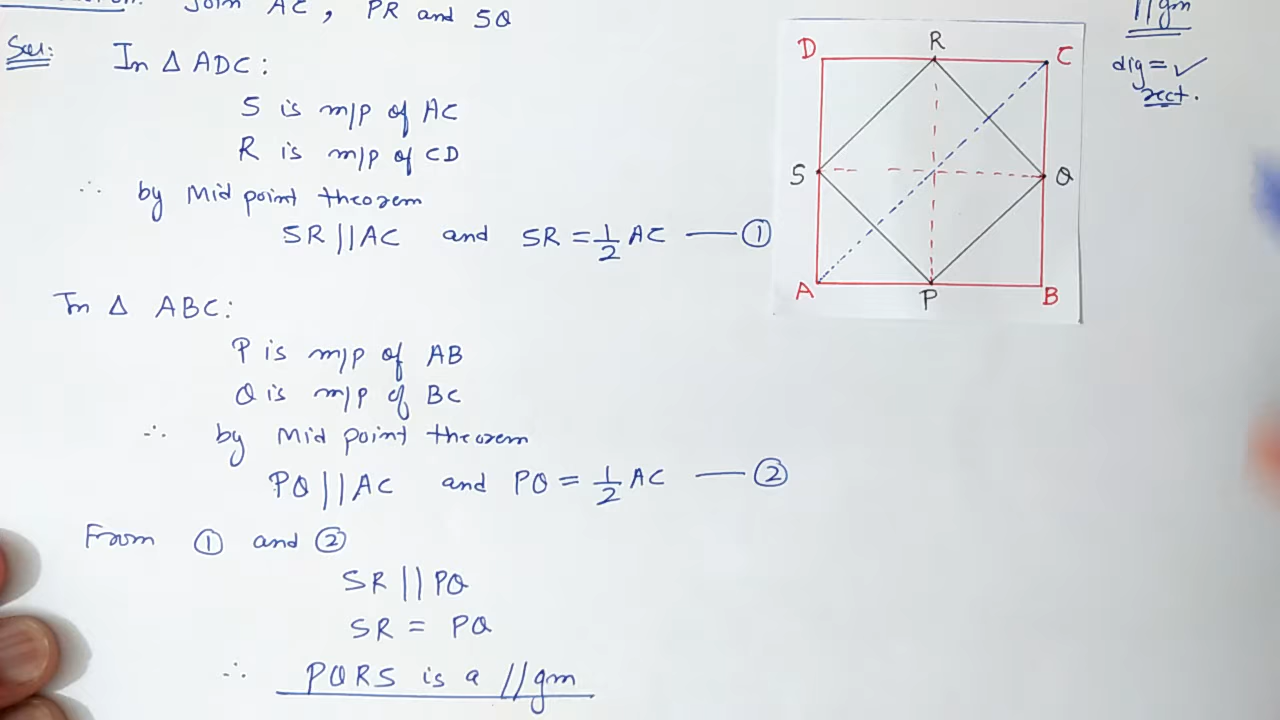 Join AC, PR and SQ
Sol:
In Δ ADC:
S is m/p of AC
R is m/p of CD
∴ by Mid point theorem
SR || AC and SR = 1/2 AC —— ①
In Δ ABC:
P is m/p of AB
Q is m/p of BC
∴ by Mid point theorem
PQ || AC and PQ = 1/2 AC —— ②
From ① and ②
SR || PQ
SR = PQ
∴ PQRS is a //gm
D R C
S Q
A P B
//gm
dig = ✓
rect.